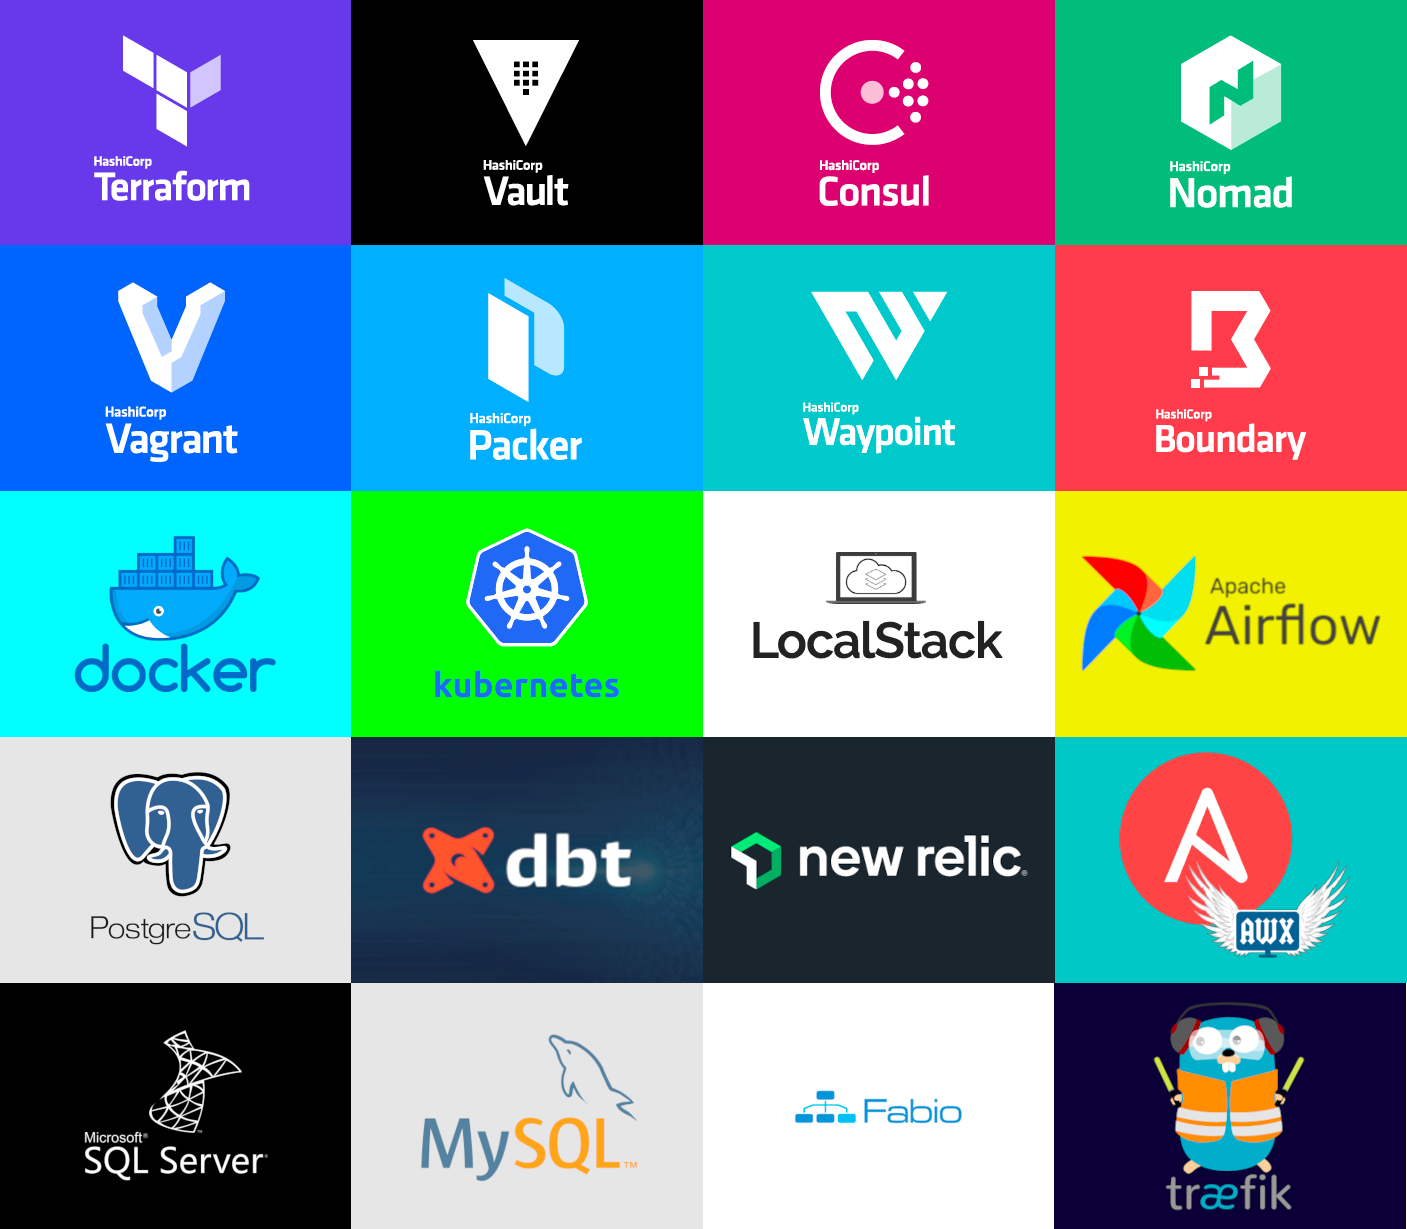 HashiCorp
Terraform
HashiCorp
Vault
HashiCorp
Consul
HashiCorp
Nomad
HashiCorp
Vagrant
HashiCorp
Packer
HashiCorp
Waypoint
HashiCorp
Boundary
docker
kubernetes
LocalStack
Apache
Airflow
PostgreSQL
dbt
new relic®
A
AWX
Microsoft®
SQL Server®
MySQL™
Fabio
træfik